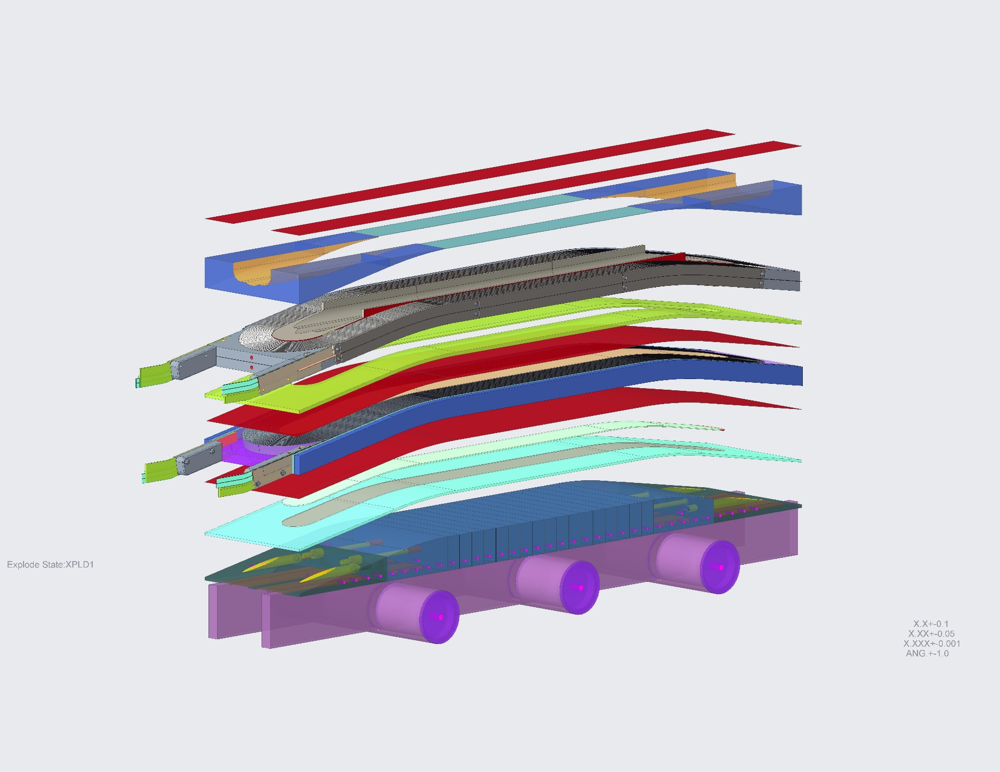 Explode State:XPLD1
X.X+-0.1
X.XX+-0.05
X.XXX+-0.001
ANG.+-1.0